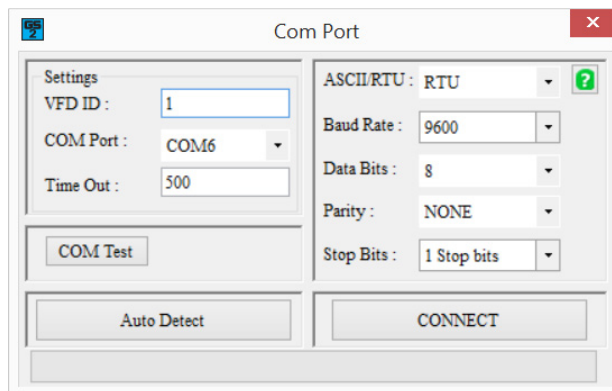 GS
2
Com Port
Settings
VFD ID : 1
COM Port : COM6
Time Out : 500
COM Test
Auto Detect
ASCII/RTU : RTU
?
Baud Rate : 9600
Data Bits : 8
Parity : NONE
Stop Bits : 1 Stop bits
CONNECT